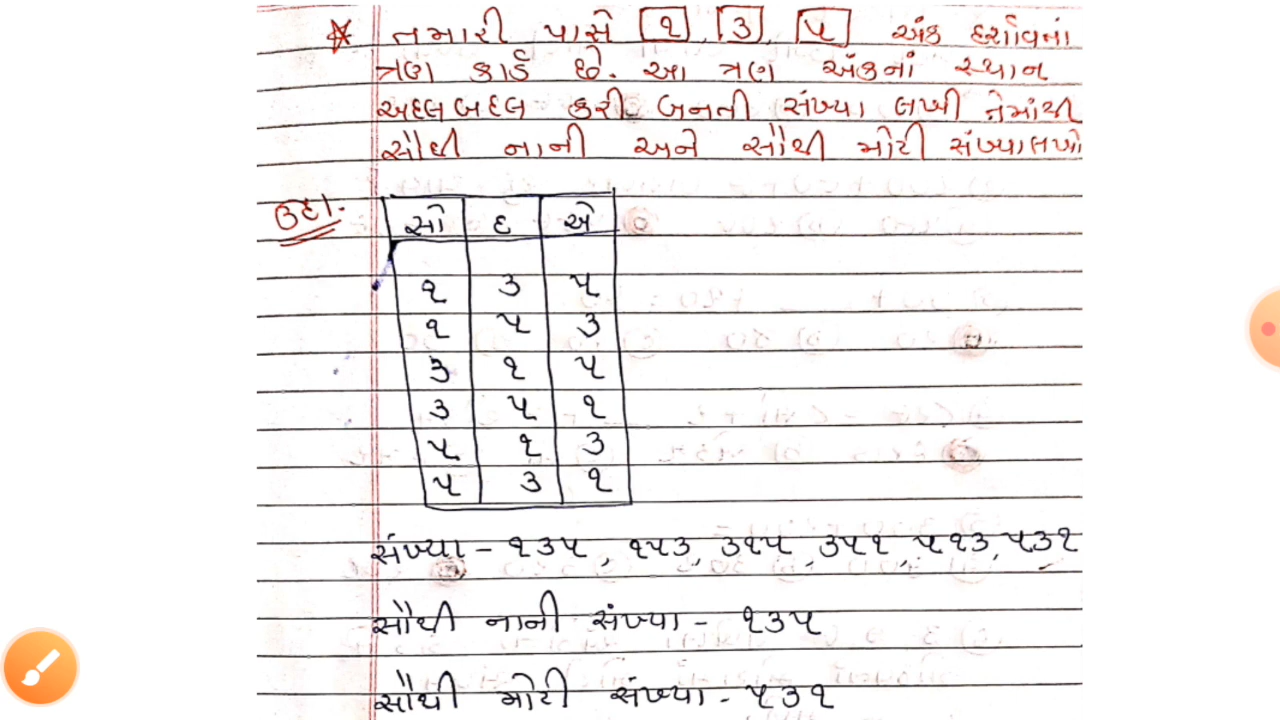 ☆ તમારી પાસે ૧, ૩, ૫ અંક દર્શાવતાં
ત્રણ કાર્ડ છે. આ ત્રણ અંકનાં સ્થાન
અદલબદલ કરી બનતી સંખ્યા લખી તેમાંથી
સૌથી નાની અને સૌથી મોટી સંખ્યા લખો
ઉદા.
સો દ એ
૧ ૩ ૫
૧ ૫ ૩
૩ ૧ ૫
૩ ૫ ૧
૫ ૧ ૩
૫ ૩ ૧
સંખ્યા - ૧૩૫, ૧૫૩, ૩૧૫, ૩૫૧, ૫૧૩, ૫૩૧
સૌથી નાની સંખ્યા - ૧૩૫
સૌથી મોટી સંખ્યા - ૫૩૧